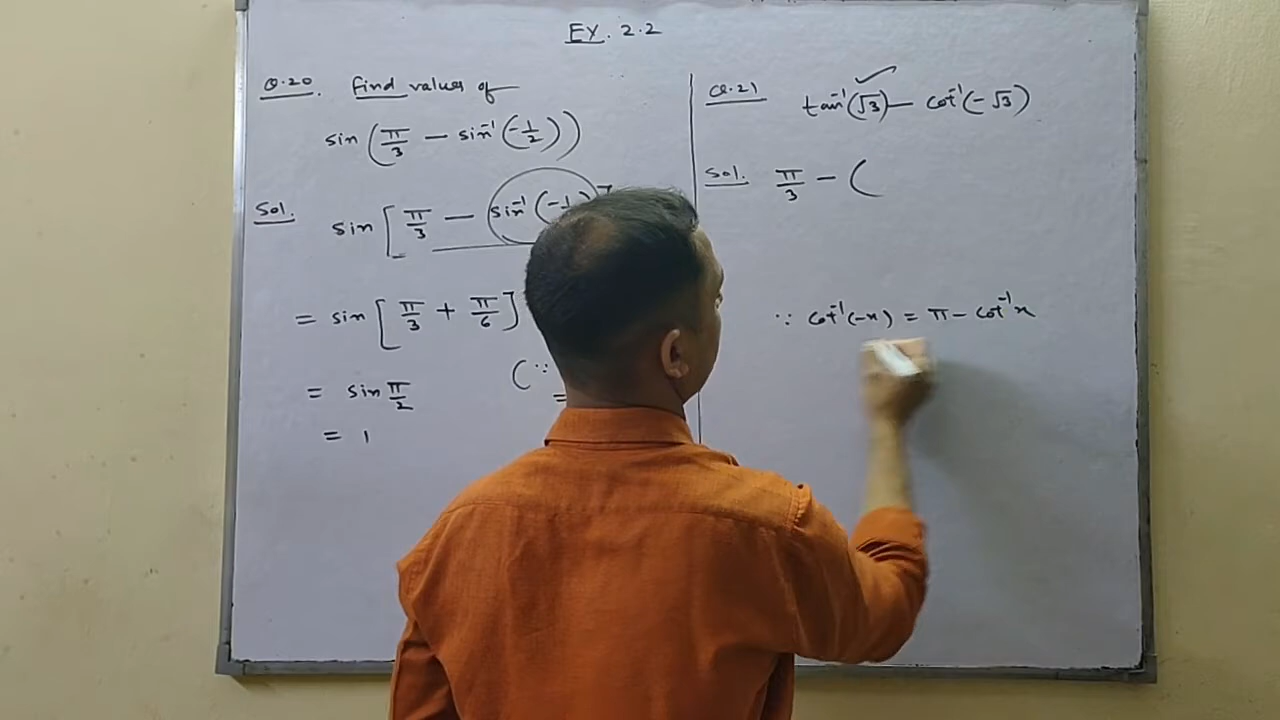 EX. 2.2
Q.20. Find values of
sin (π/3 — sin⁻¹ (-1/2))
Sol. sin [π/3 — sin⁻¹ (-1
= sin [π/3 + π/6]
(∵
= sin π/2
=
= 1
Q.21 tan⁻¹(√3) — cot⁻¹(-√3)
Sol. π/3 — (
∵ cot⁻¹(-x) = π - cot⁻¹x